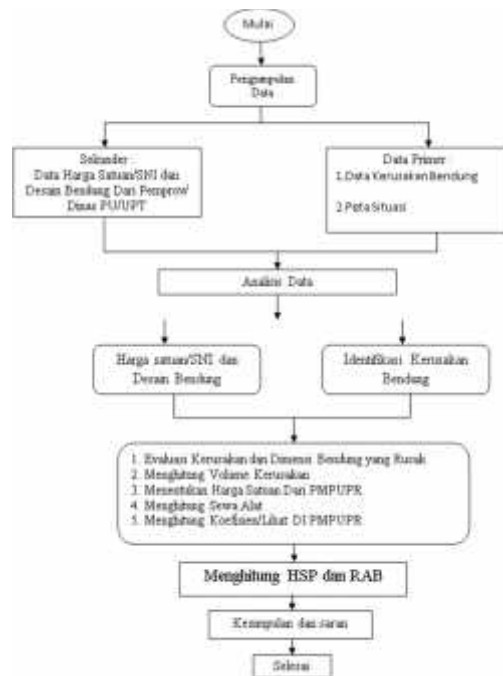 Mulai
Pengumpulan
Data
Sekunder
Data Harga Satuan/SNI dan
Desain Bendung Dari Pemprov/
Dinas PU/UPT
Data Primer
1.Data Kerusakan Bendung
2.Peta Situasi
Analisis Data
Harga satuan/SNI dan
Desain Bendung
Identifikasi Kerusakan
Bendung
1. Evaluasi Kerusakan dan Dimensi Bendung yang Rusak
2. Menghitung Volume Kerusakan
3. Menentukan Harga Satuan Dari PMPUPR
4. Menghitung Sewa Alat
5. Menghitung Koefisien/Lihat DI PMPUPR
Menghitung HSP dan RAB
Kesimpulan dan saran
Selesai